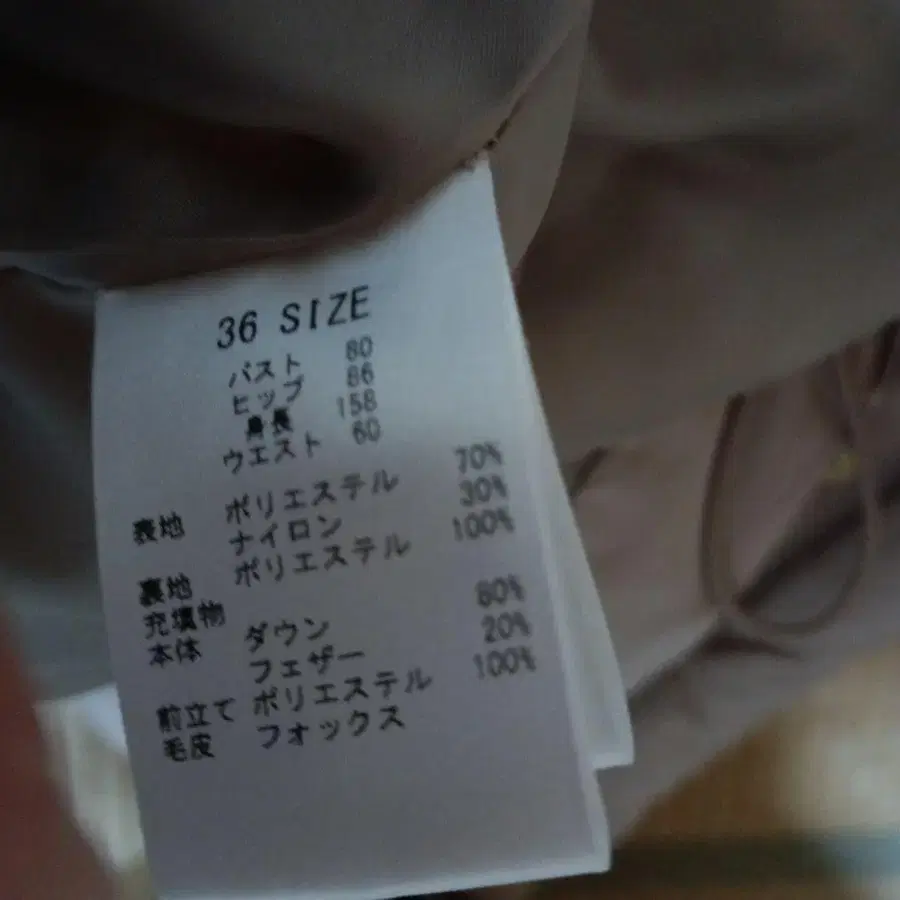 36 SIZE
バスト 80
ヒップ 86
身長 158
ウエスト 60
表地 ポリエステル 70%
ナイロン 30%
裏地 ポリエステル 100%
充填物
本体 ダウン 80%
フェザー 20%
前立て ポリエステル 100%
毛皮 フォックス